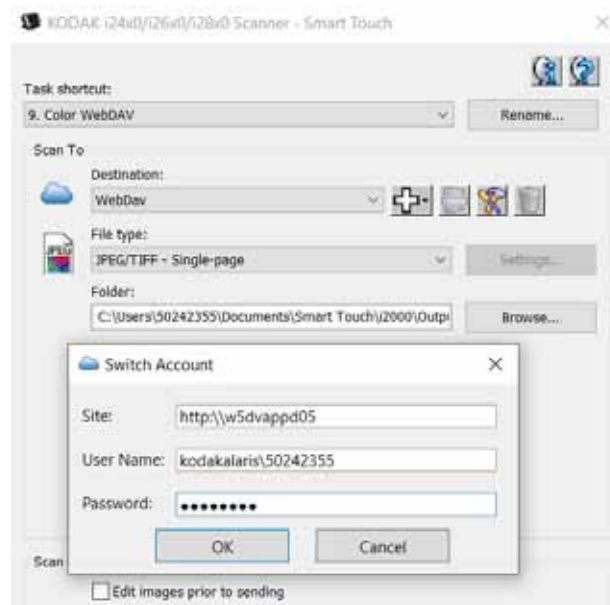 KODAK i24x0/i26x0/i28x0 Scanner - Smart Touch
Task shortcut:
9. Color WebDAV
Rename...
Scan To
Destination:
WebDav
File type:
JPEG
JPEG/TIFF - Single-page
Settings...
Folder:
C:\Users\50242355\Documents\Smart Touch\i2000\Outp
Browse...
Switch Account
Site:
http:\\w5dvappd05
User Name:
kodakalaris\50242355
Password:
●●●●●●●●
OK
Cancel
Scan
Edit images prior to sending